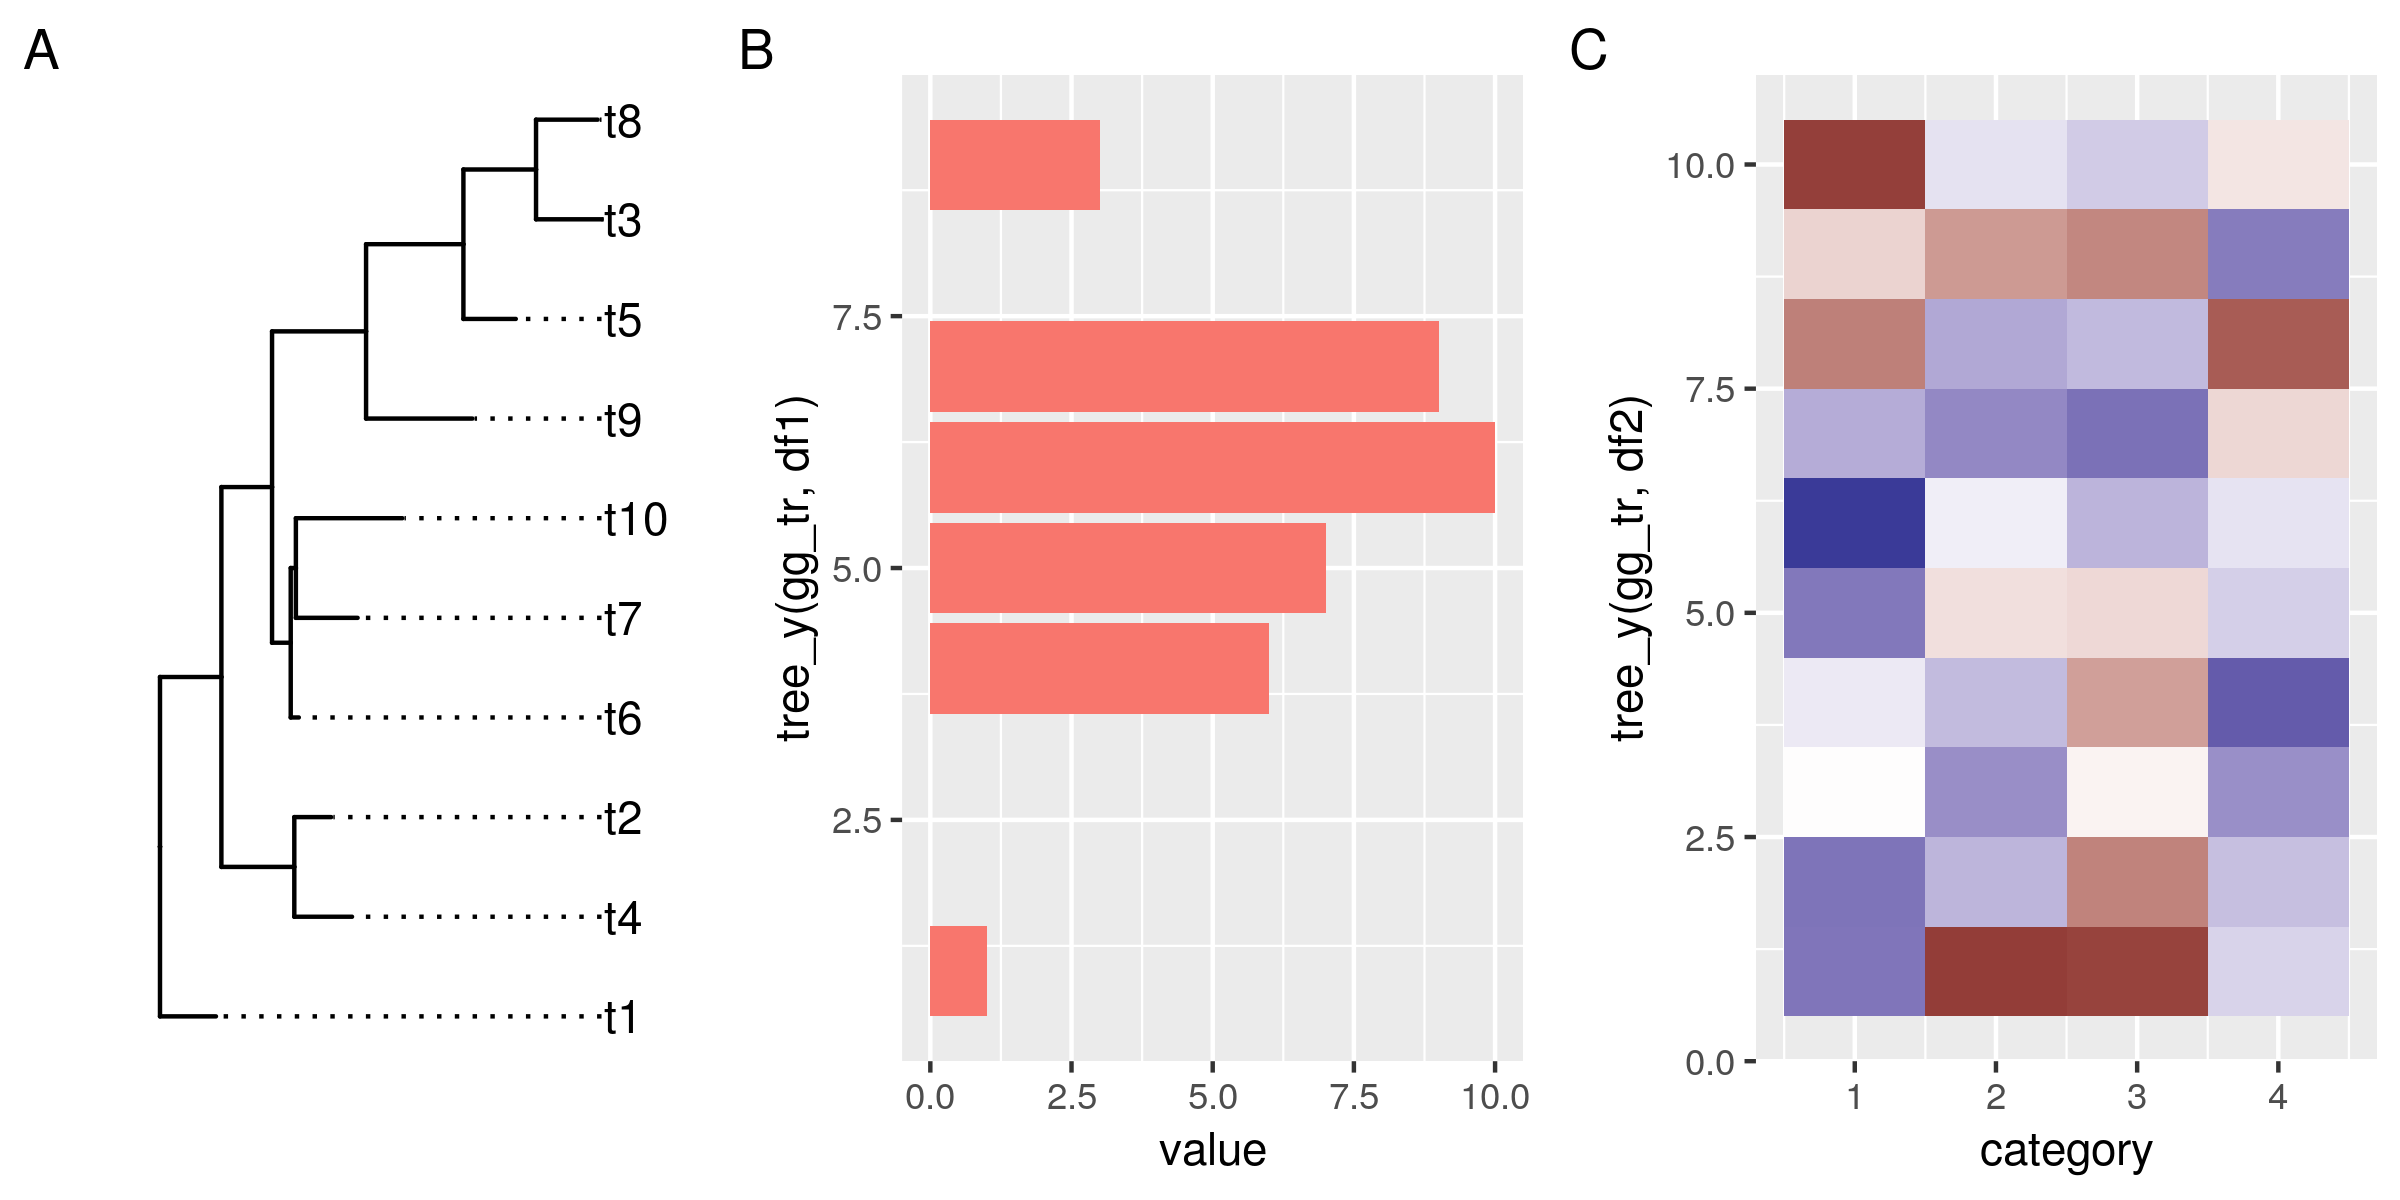 A
t8
t3
t5
t9
t10
t7
t6
t2
t4
t1
B
tree_y(gg_tr, df1)
7.5
5.0
2.5
0.0 2.5 5.0 7.5 10.0
value
C
tree_y(gg_tr, df2)
10.0
7.5
5.0
2.5
0.0
1 2 3 4
category